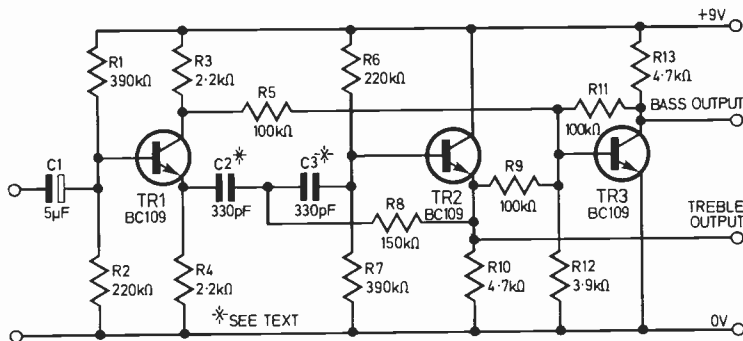 +9V
R1
390kΩ
R3
2·2kΩ
R5
100kΩ
R6
220kΩ
R11
100kΩ
R13
4·7kΩ
BASS OUTPUT
C1
5µF
TR1
BC109
C2*
330pF
C3*
330pF
R8
150kΩ
TR2
BC109
R9
100kΩ
TR3
BC109
TREBLE
OUTPUT
R2
220kΩ
R4
2·2kΩ
*SEE TEXT
R7
390kΩ
R10
4·7kΩ
R12
3·9kΩ
0V